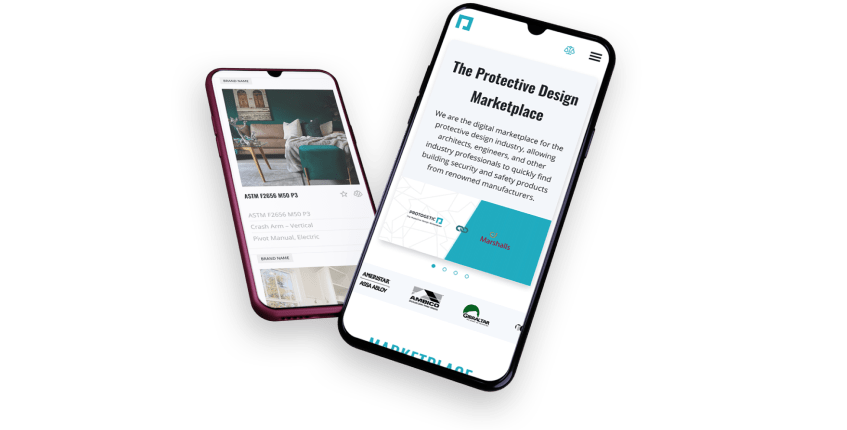 BRAND NAME
ASTM F2656 M50 P3
ASTM F2656 M50 P3
Crash Arm – Vertical
Pivot Manual, Electric
BRAND NAME
The Protective Design
Marketplace
We are the digital marketplace for the
protective design industry, allowing
architects, engineers, and other
industry professionals to quickly find
building security and safety products
from renowned manufacturers.
PROTOGETIC
Marshalls
AMERISTAR
ASSA ABLOY
AMBICO
GIBRALTAR
MARKETPLACE